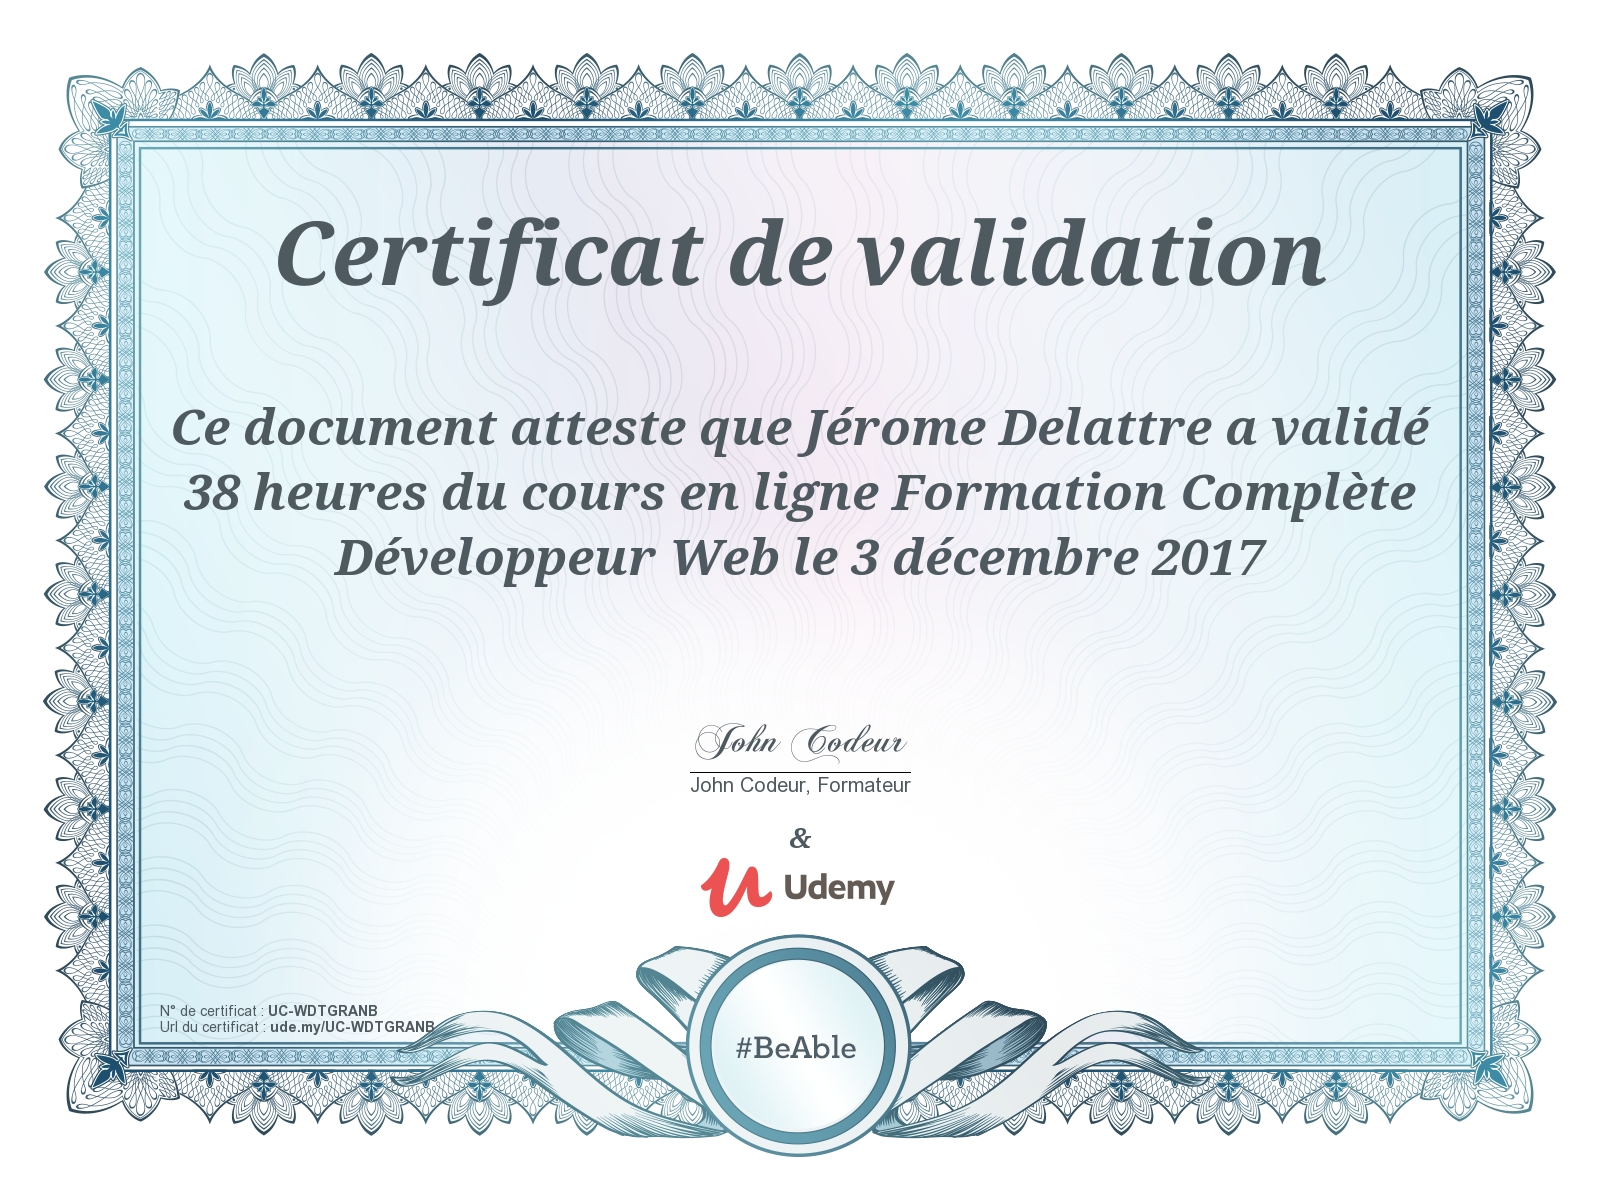 Certificat de validation
Ce document atteste que Jérome Delattre a validé
38 heures du cours en ligne Formation Complète
Développeur Web le 3 décembre 2017
John Codeur
John Codeur, Formateur
&
Udemy
N° de certificat : UC-WDTGRANB
Url du certificat : ude.my/UC-WDTGRANB
#BeAble